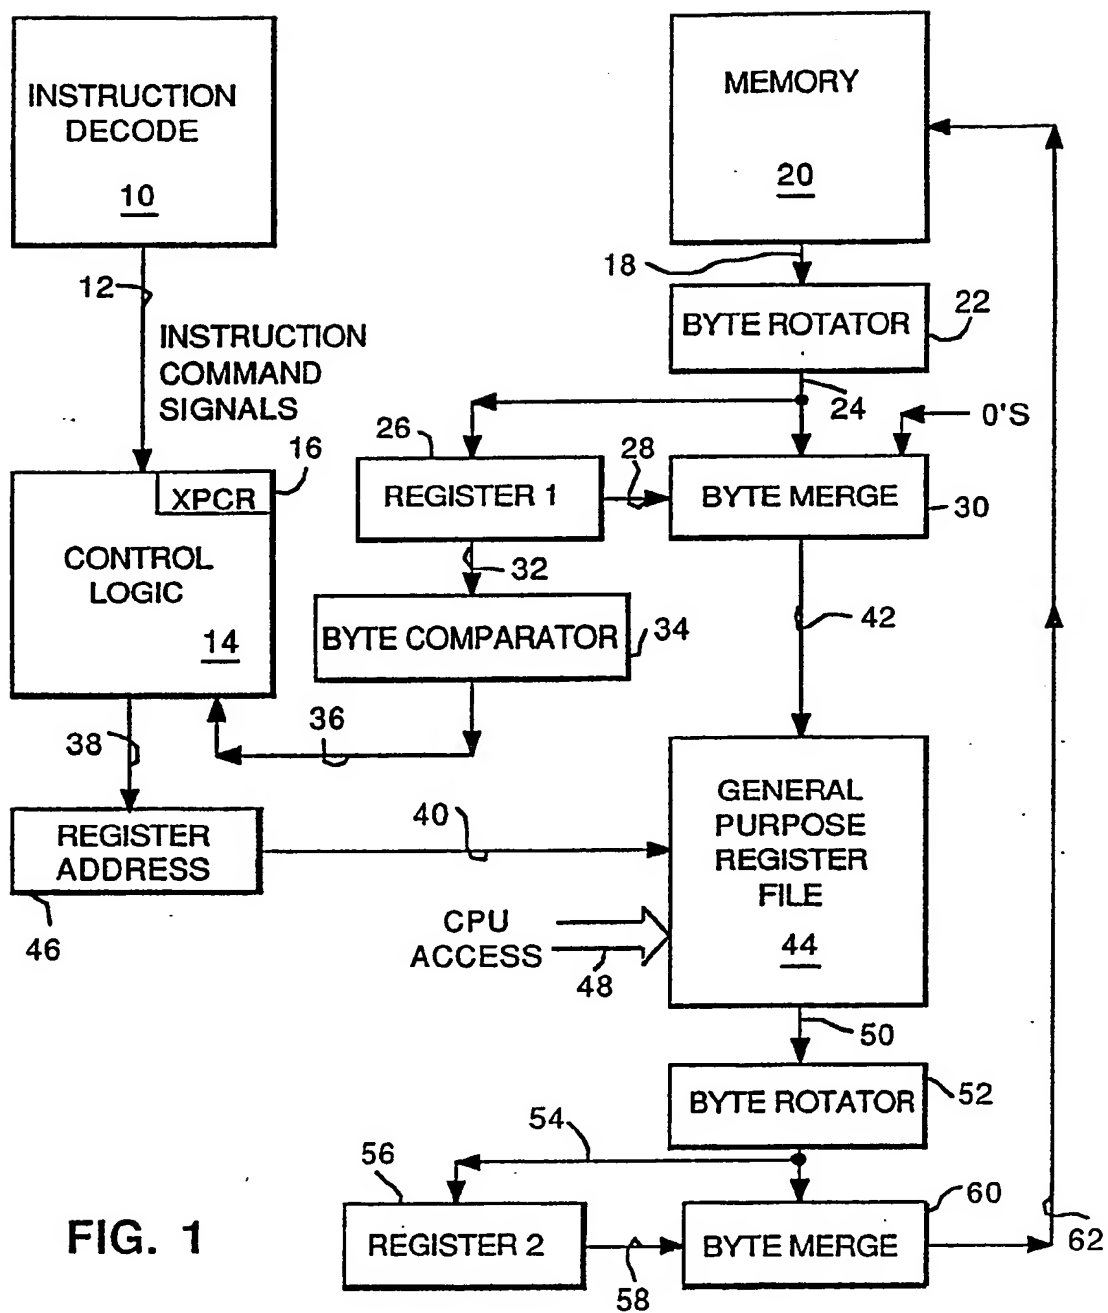 INSTRUCTION
DECODE
10
MEMORY
20
12
18
BYTE ROTATOR
22
INSTRUCTION
COMMAND
SIGNALS
24
0'S
26
16
XPCR
REGISTER 1
28
BYTE MERGE
30
CONTROL
LOGIC
14
32
BYTE COMPARATOR
34
42
36
38
REGISTER
ADDRESS
46
40
GENERAL
PURPOSE
REGISTER
FILE
44
CPU
ACCESS
48
50
BYTE ROTATOR
52
54
56
REGISTER 2
58
BYTE MERGE
60
62
FIG. 1